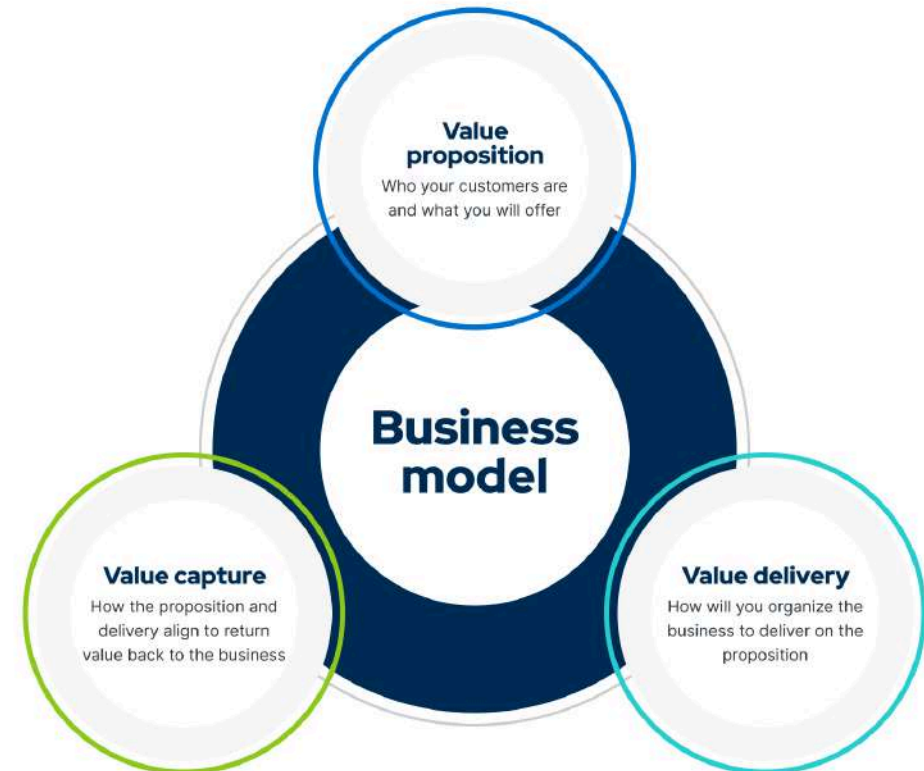 Value
proposition
Who your customers are
and what you will offer
Business
model
Value capture
How the proposition and
delivery align to return
value back to the business
Value delivery
How will you organize the
business to deliver on the
proposition